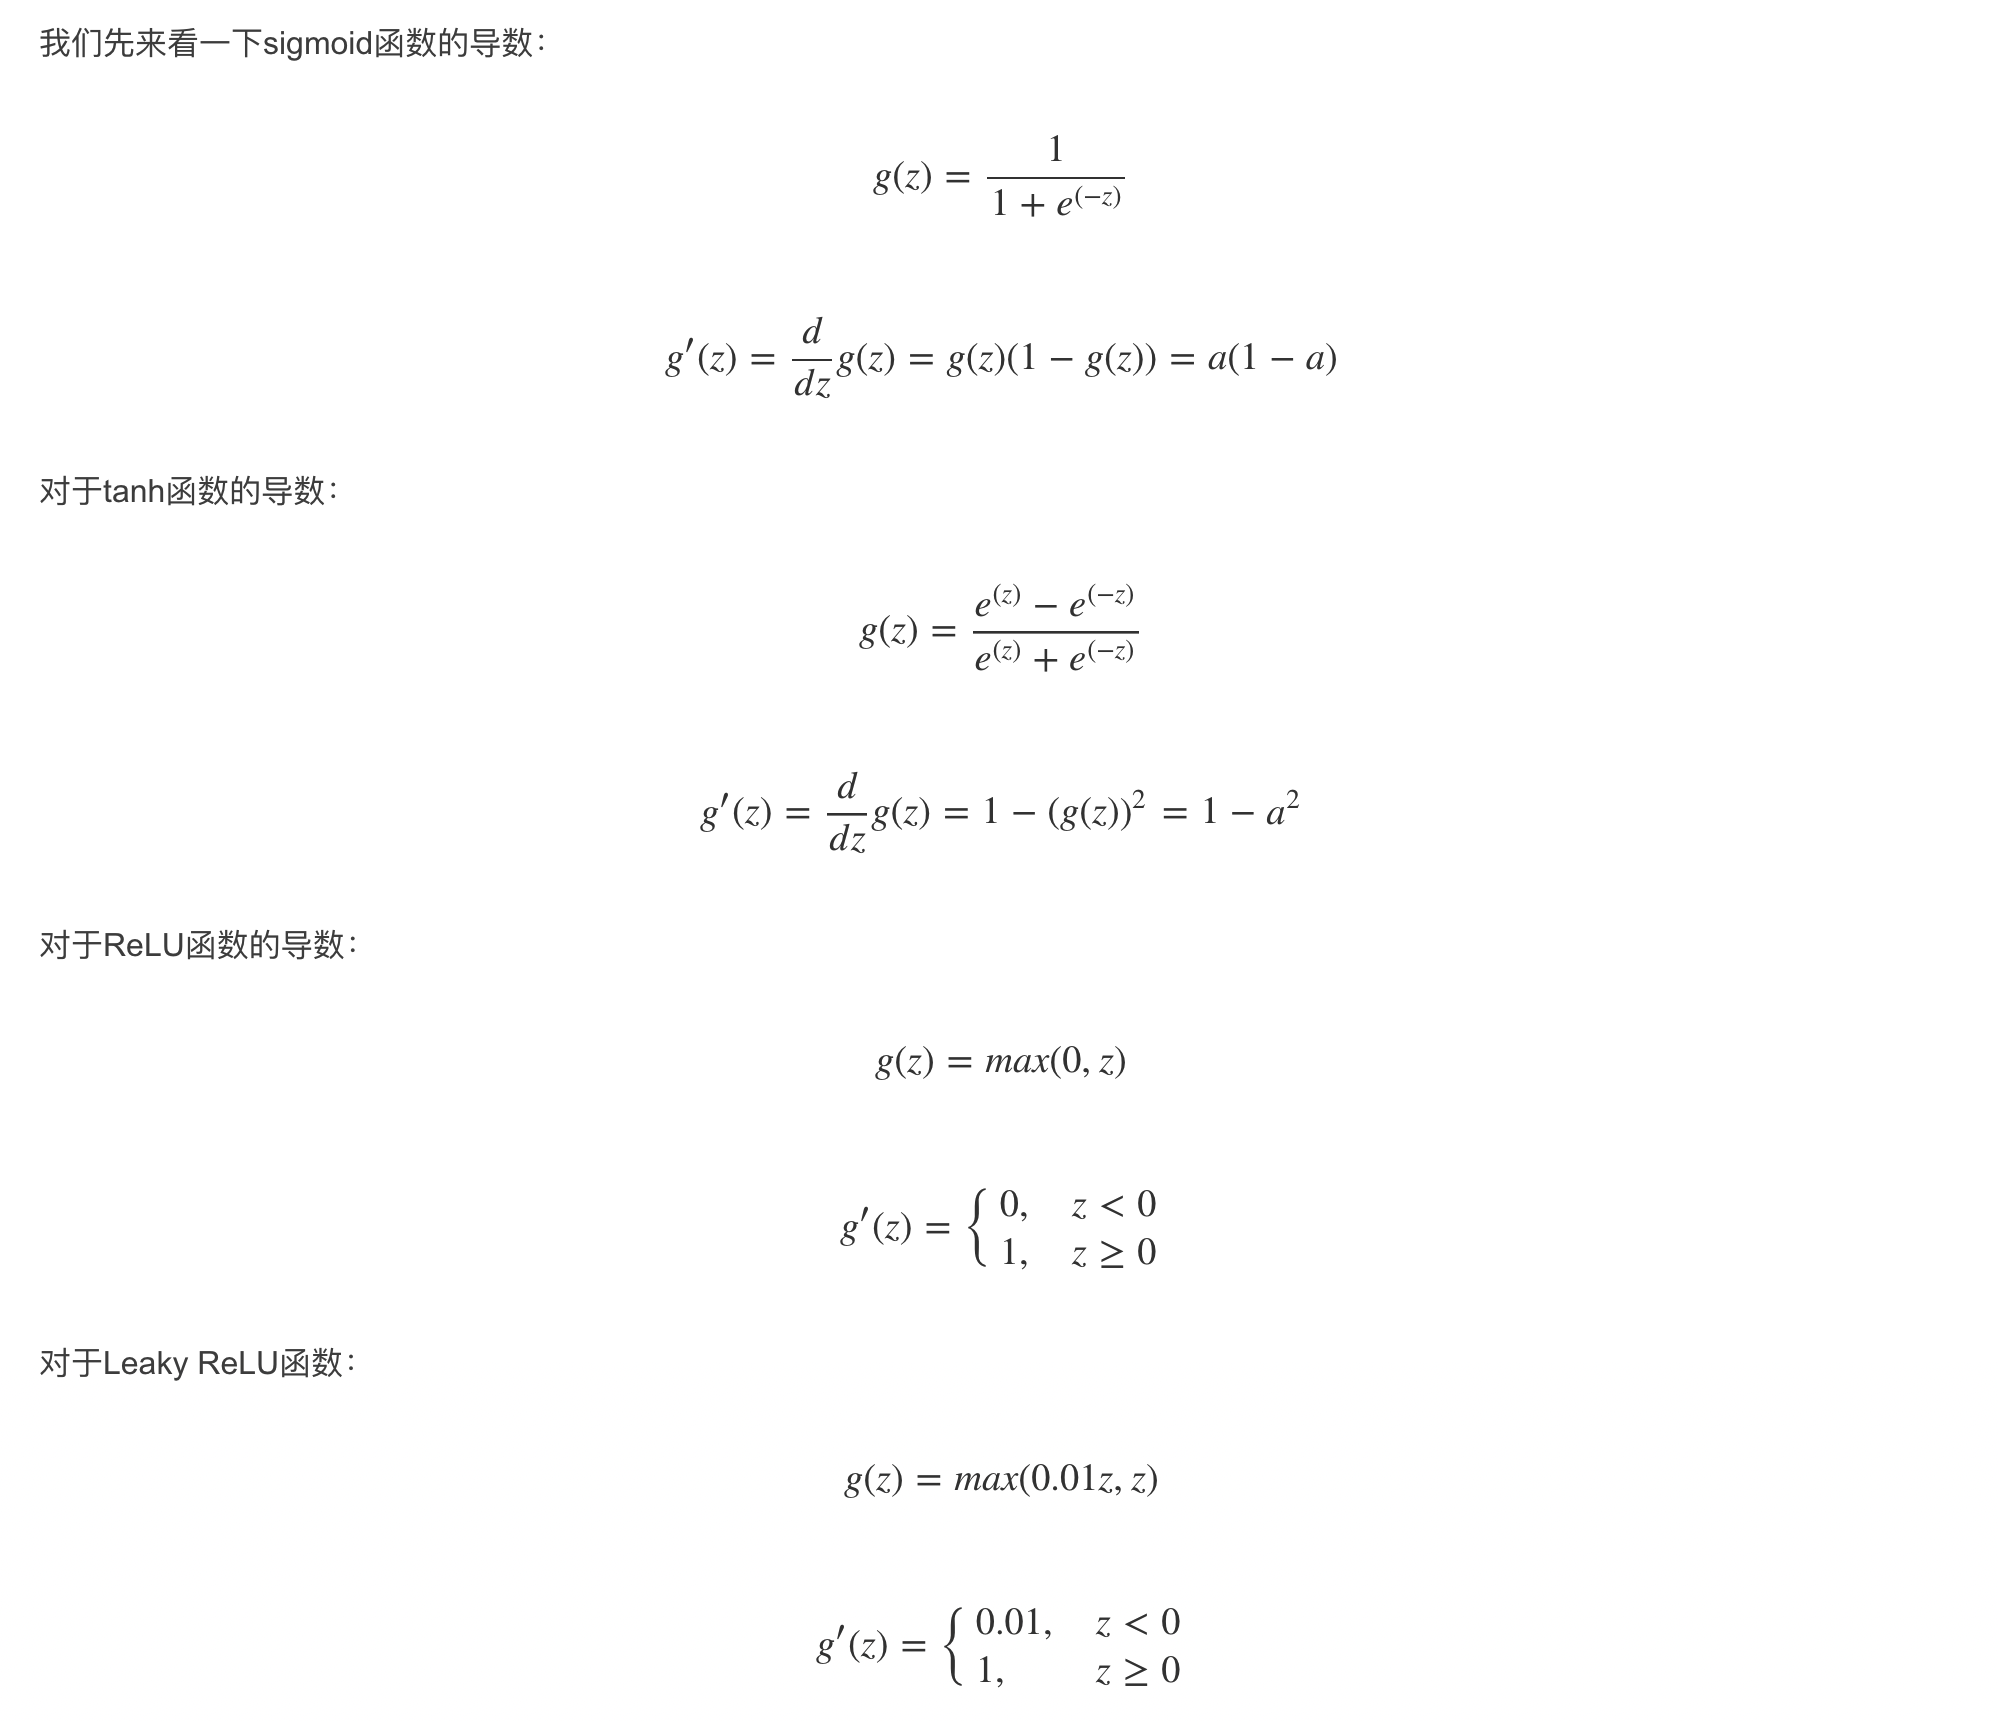 我们先来看一下sigmoid函数的导数：
g(z) = \frac{1}{1 + e^{(-z)}}
g'(z) = \frac{d}{dz}g(z) = g(z)(1 - g(z)) = a(1 - a)
对于tanh函数的导数：
g(z) = \frac{e^{(z)} - e^{(-z)}}{e^{(z)} + e^{(-z)}}
g'(z) = \frac{d}{dz}g(z) = 1 - (g(z))^2 = 1 - a^2
对于ReLU函数的导数：
g(z) = max(0, z)
g'(z) = \begin{cases} 0, & z < 0 \\ 1, & z \geq 0 \end{cases}
对于Leaky ReLU函数：
g(z) = max(0.01z, z)
g'(z) = \begin{cases} 0.01, & z < 0 \\ 1, & z \geq 0 \end{cases}